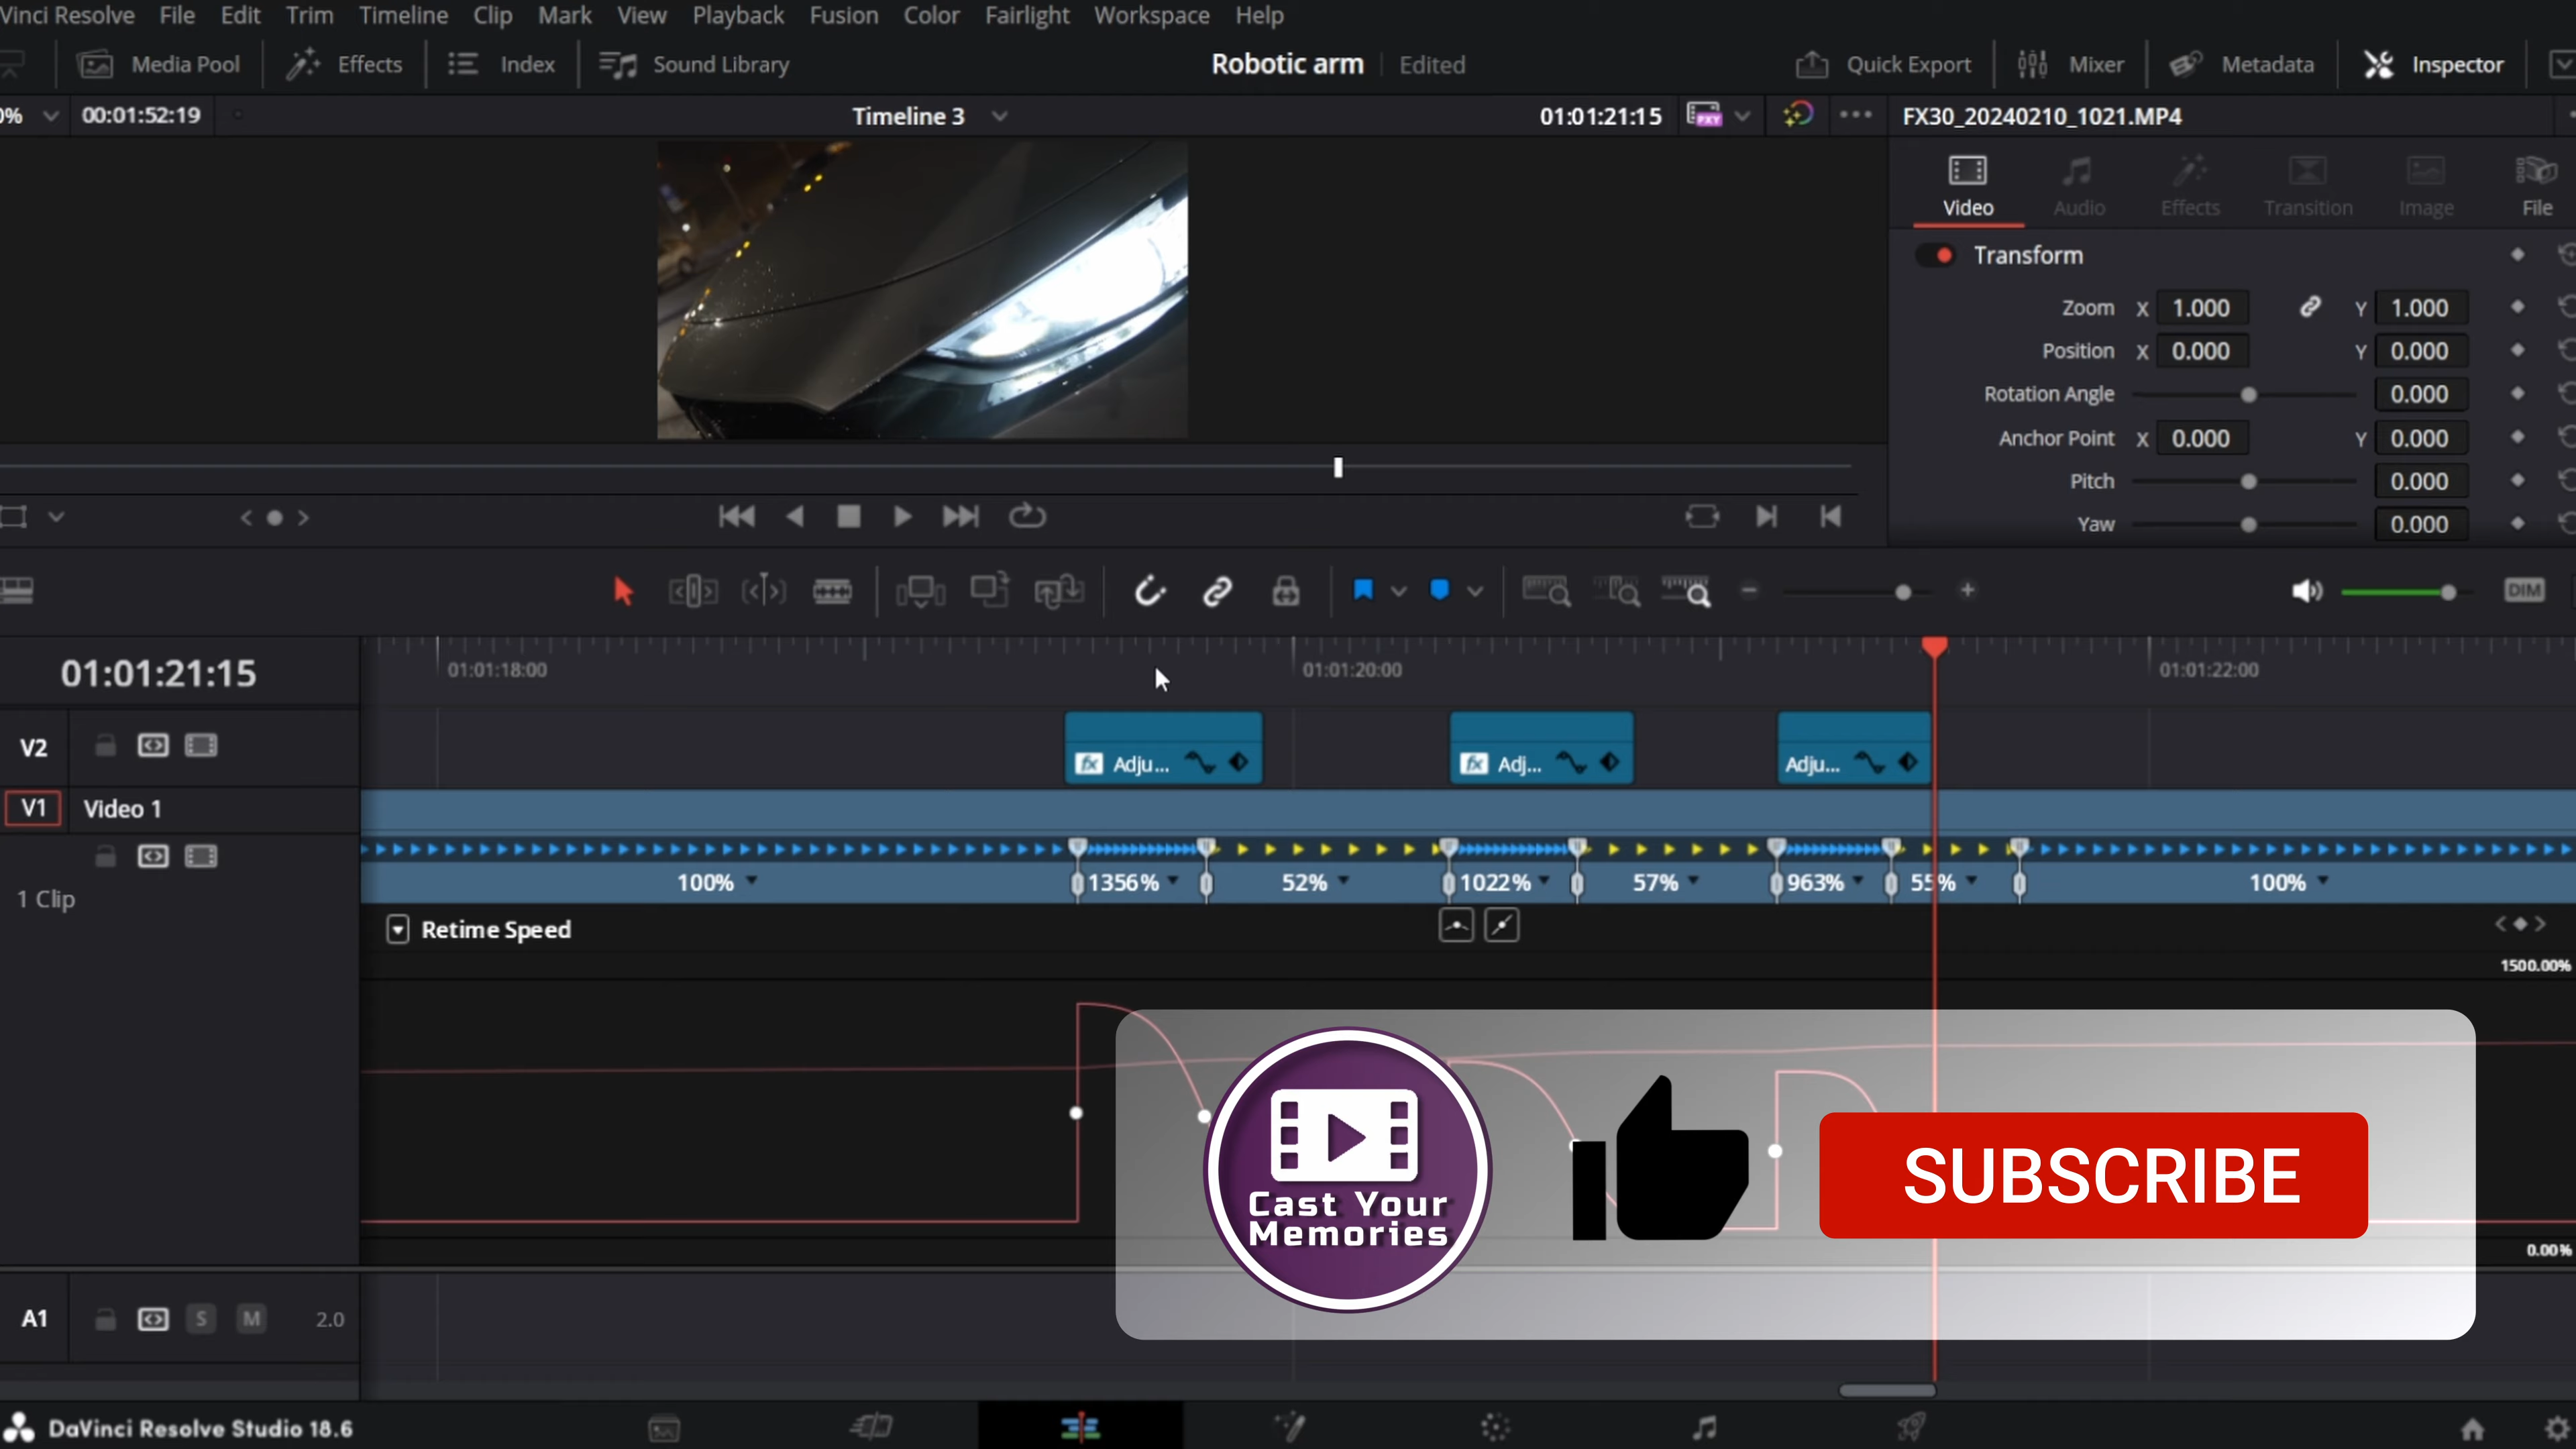 Vinci Resolve File Edit Trim Timeline Clip Mark View Playback Fusion Color Fairlight Workspace Help
Media Pool Effects Index Sound Library Robotic arm Edited Quick Export Mixer Metadata Inspector
0% 00:01:52:19 Timeline 3 01:01:21:15 PXY FX30_20240210_1021.MP4
Video Audio Effects Transition Image File
Transform
Zoom X 1.000 Y 1.000
Position X 0.000 Y 0.000
Rotation Angle 0.000
Anchor Point X 0.000 Y 0.000
Pitch 0.000
Yaw 0.000
DIM
01:01:21:15 01:01:18:00 01:01:20:00 01:01:22:00
V2 fx Adju... fx Adj... Adju...
V1 Video 1
100% 1356% 52% 1022% 57% 963% 55% 100%
1 Clip
Retime Speed
1500.00%
Cast Your
Memories
SUBSCRIBE
0.00%
A1 S M 2.0
DaVinci Resolve Studio 18.6